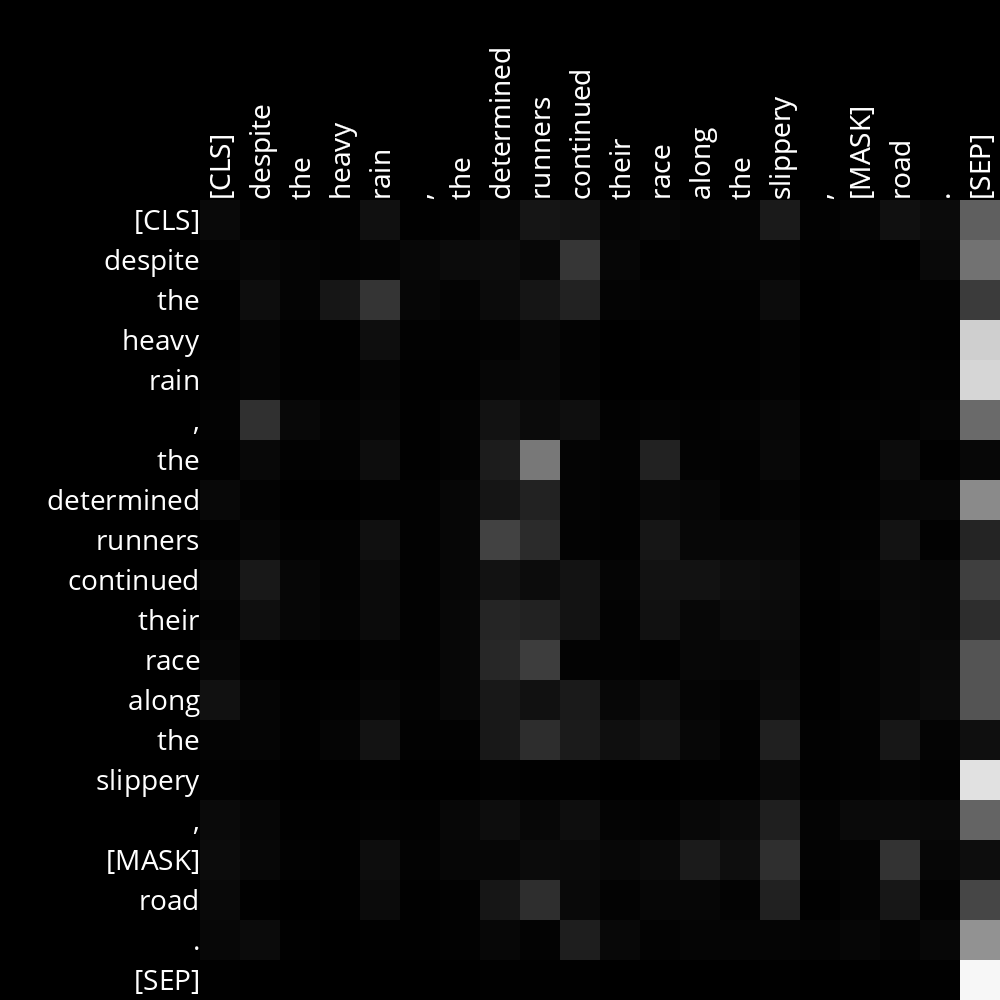 [CLS] despite the heavy rain , the determined runners continued their race along the slippery , [MASK] road . [SEP]
[CLS]
despite
the
heavy
rain
,
the
determined
runners
continued
their
race
along
the
slippery
,
[MASK]
road
.
[SEP]